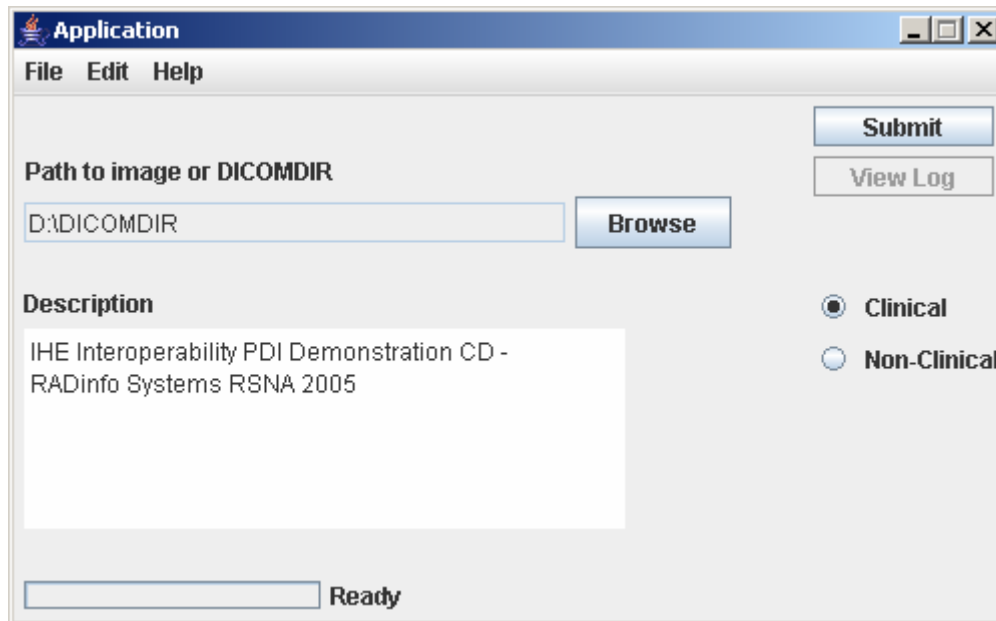 Application
File Edit Help
Submit
Path to image or DICOMDIR
View Log
D:\DICOMDIR
Browse
Description
Clinical
IHE Interoperability PDI Demonstration CD -
RADinfo Systems RSNA 2005
Non-Clinical
Ready